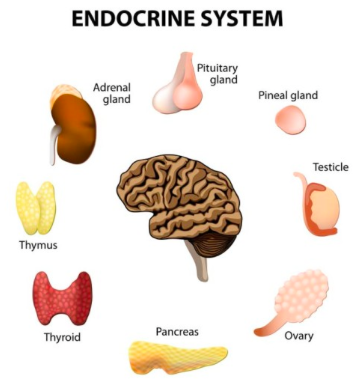 ENDOCRINE SYSTEM
Pituitary
gland
Adrenal
gland
Pineal gland
Testicle
Thymus
Thyroid
Pancreas
Ovary